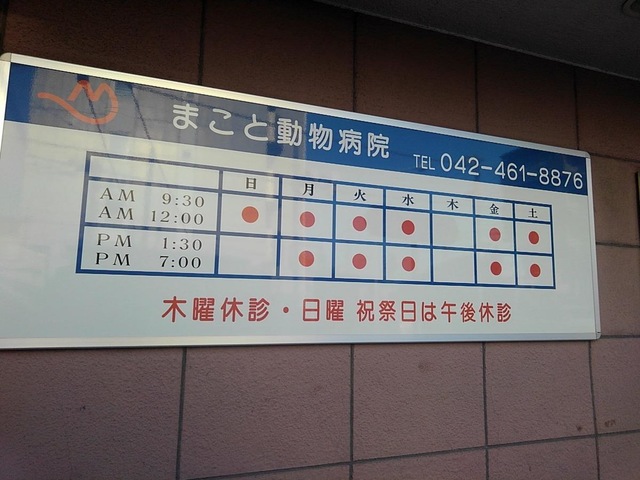 まこと動物病院
TEL 042-461-8876
日 月 火 水 木 金 土
AM 9:30
AM 12:00
● ● ● ● ● ●
PM 1:30
PM 7:00
● ● ● ● ●
木曜休診・日曜 祝祭日は午後休診